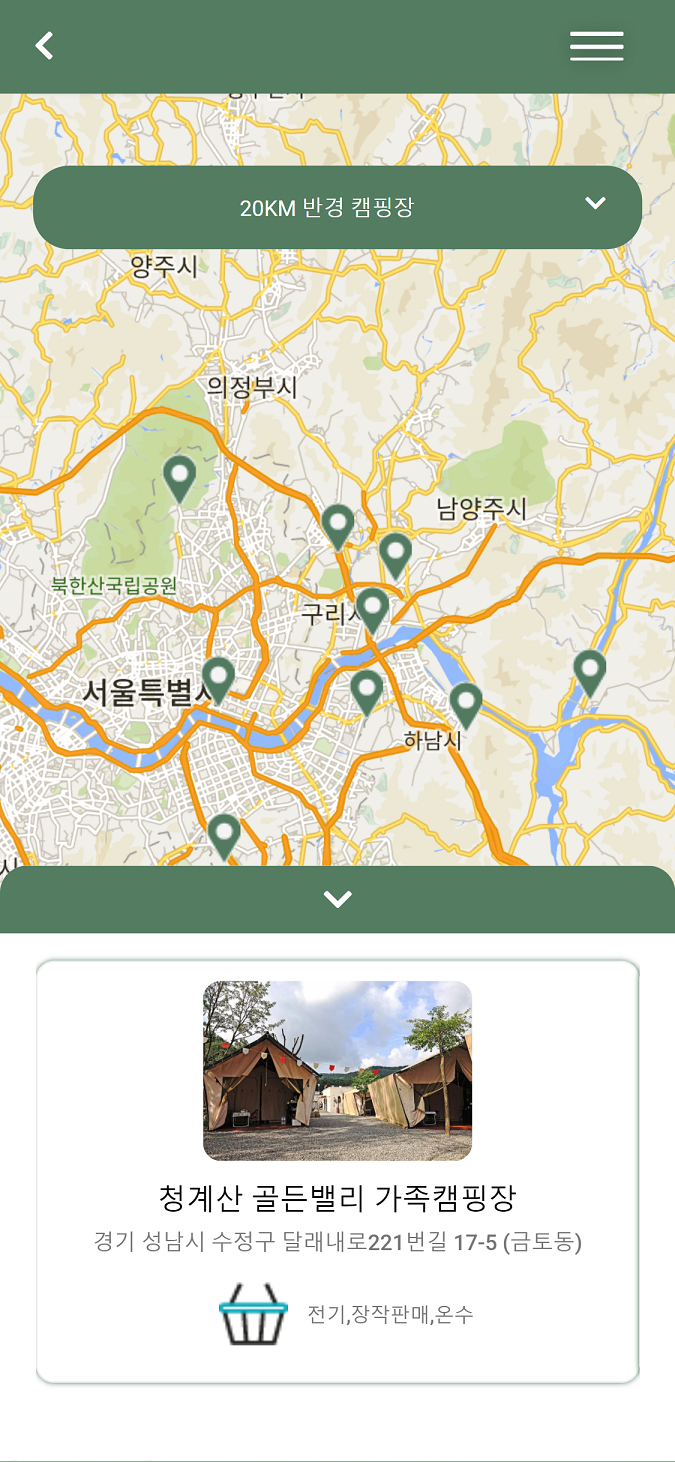 20KM 반경 캠핑장
양주시
의정부시
남양주시
북한산국립공원
구리시
서울특별시
하남시
시
청계산 골든밸리 가족캠핑장
경기 성남시 수정구 달래내로221번길 17-5 (금토동)
전기,장작판매,온수